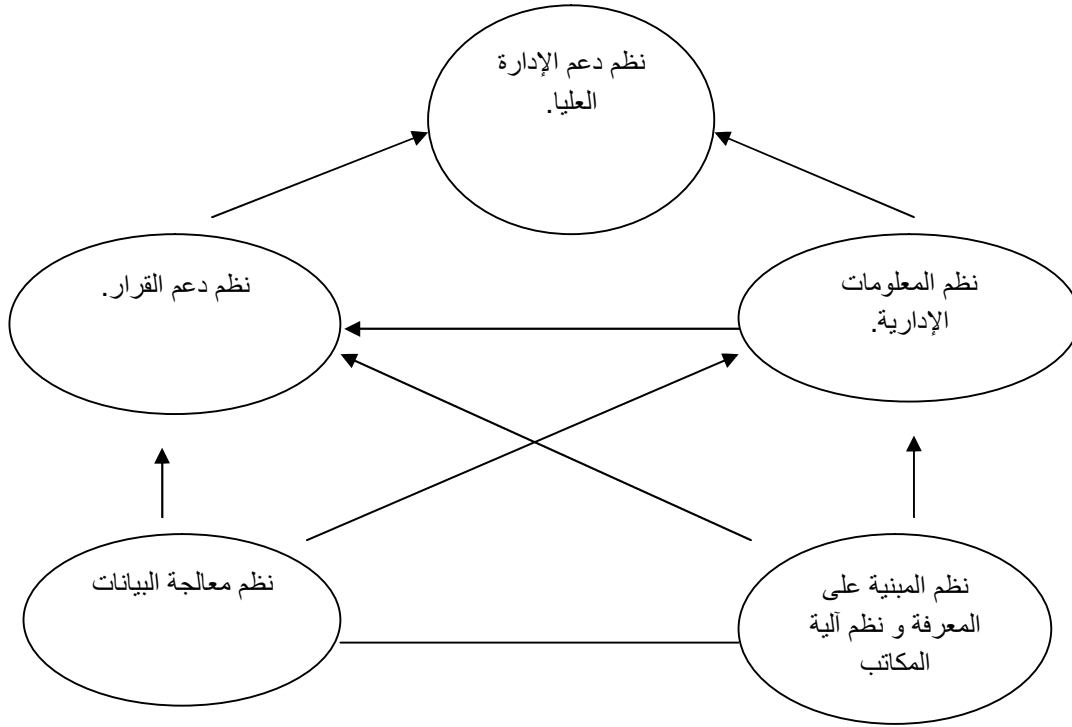 نظم دعم الإدارة
العليا.
نظم المعلومات
الإدارية.
نظم دعم القرار.
نظم المبنية على
المعرفة و نظم آلية
المكاتب
نظم معالجة البيانات